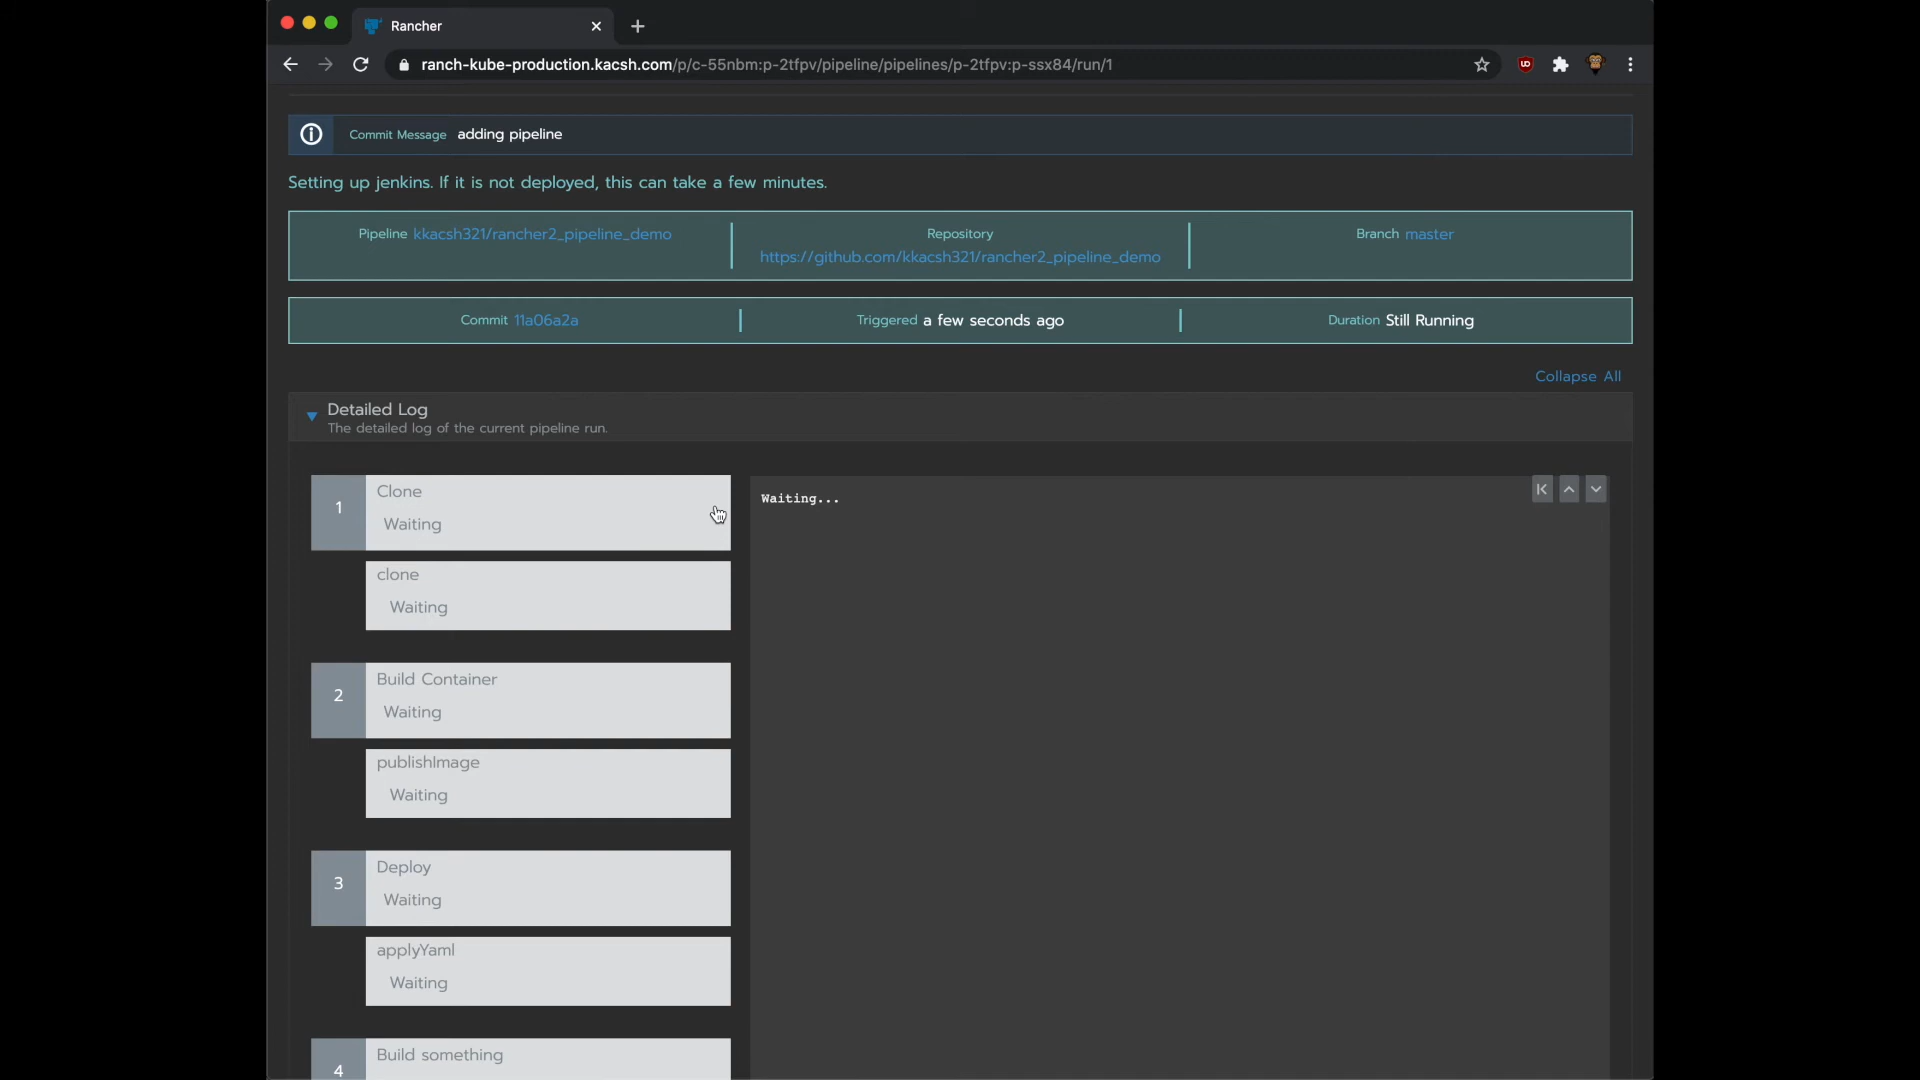 Rancher
ranch-kube-production.kacsh.com/p/c-55nbm:p-2tfpv/pipeline/pipelines/p-2tfpv:p-ssx84/run/1
Commit Message adding pipeline
Setting up jenkins. If it is not deployed, this can take a few minutes.
Pipeline kkacsh321/rancher2_pipeline_demo
Repository
https://github.com/kkacsh321/rancher2_pipeline_demo
Branch master
Commit 11a06a2a
Triggered a few seconds ago
Duration Still Running
Collapse All
Detailed Log
The detailed log of the current pipeline run.
1
Clone
Waiting
clone
Waiting
2
Build Container
Waiting
publishImage
Waiting
3
Deploy
Waiting
applyYaml
Waiting
4
Build something
Waiting...